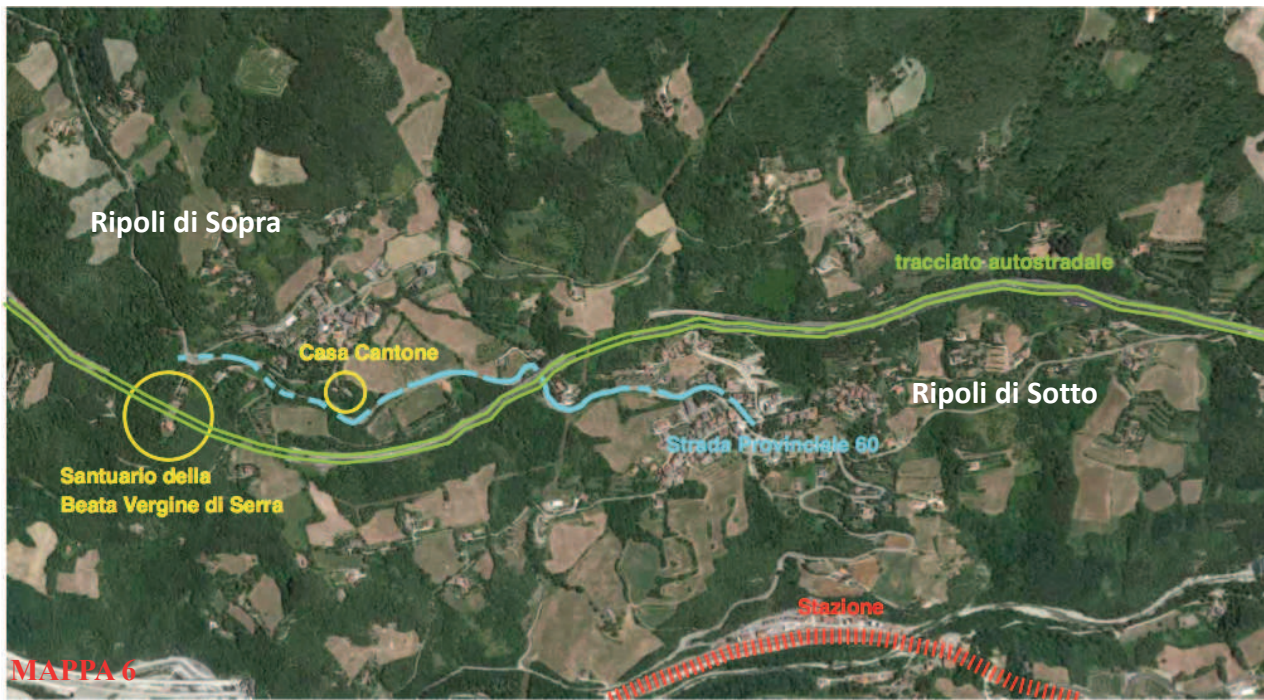 Ripoli di Sopra
tracciato autostradale
Casa Cantone
Ripoli di Sotto
Strada Provinciale 60
Santuario della
Beata Vergine di Serra
Stazione
MAPPA 6